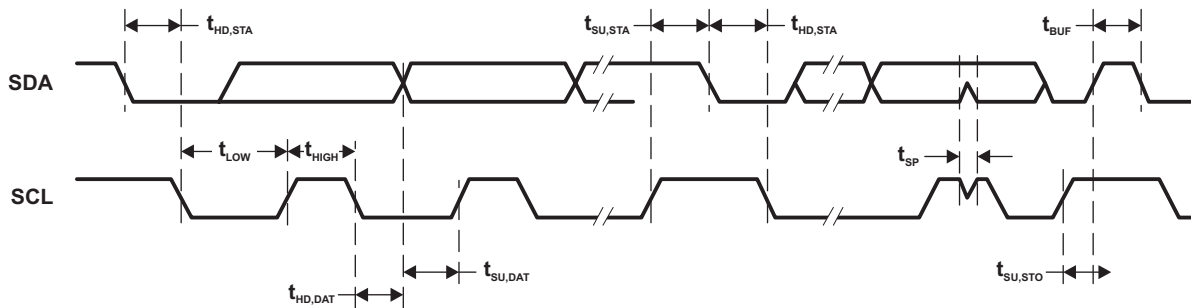 tHD,STA
tSU,STA
tHD,STA
tBUF
SDA
tLOW
tHIGH
tSP
SCL
tSU,DAT
tSU,STO
tHD,DAT